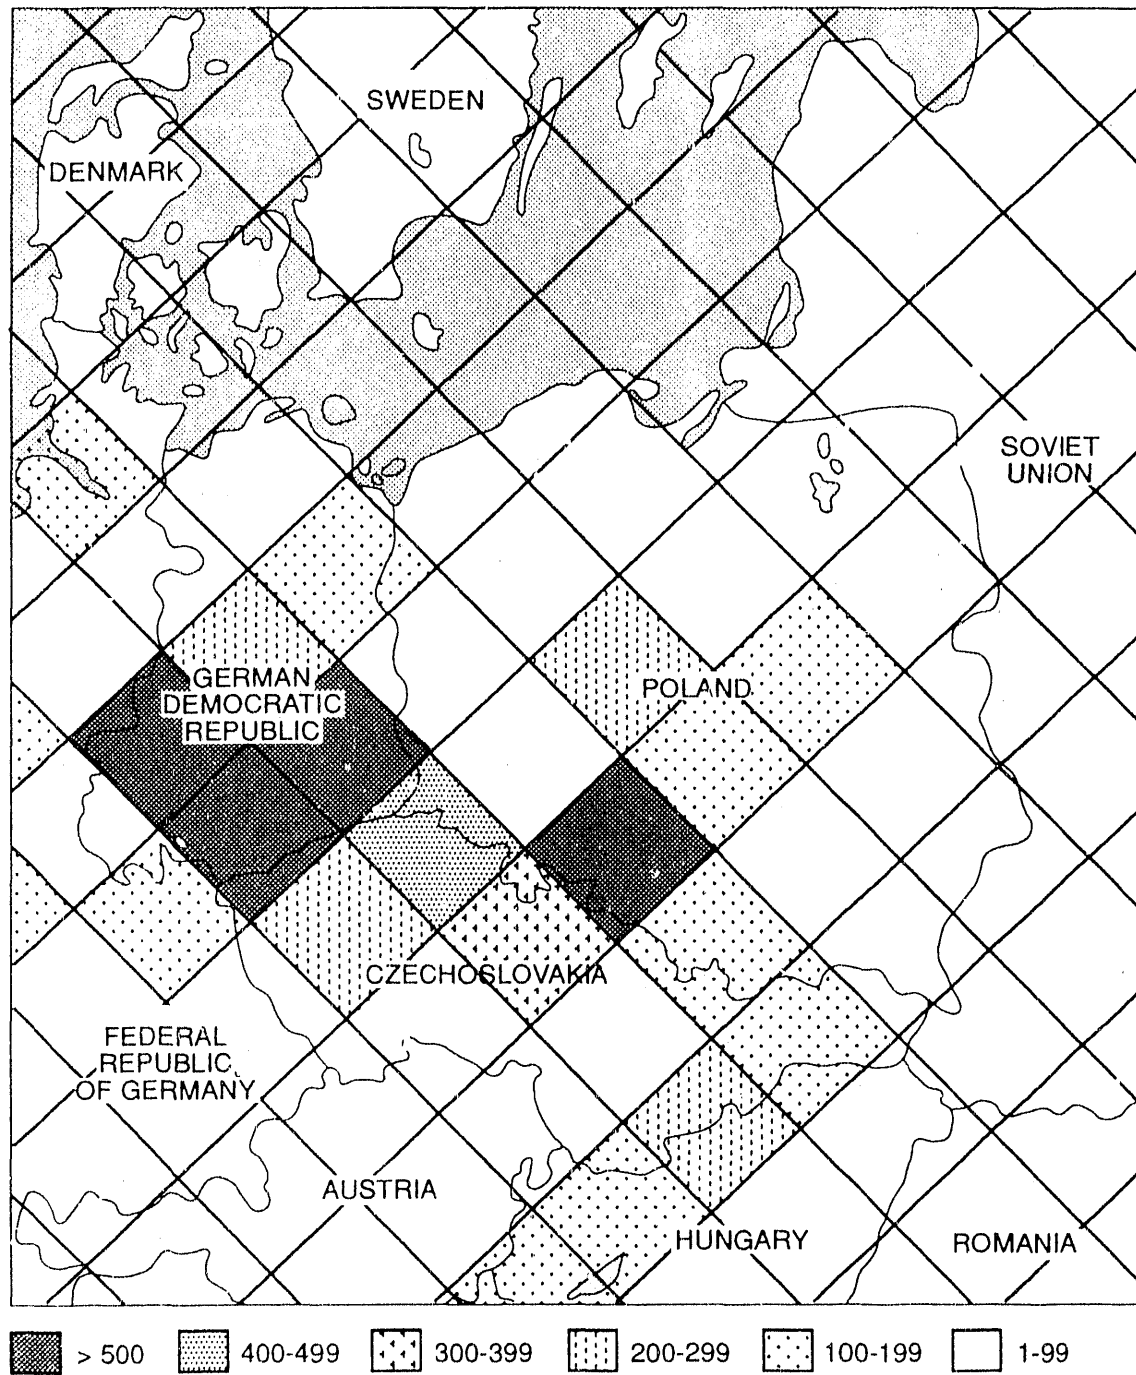 SWEDEN
DENMARK
SOVIET
UNION
GERMAN
DEMOCRATIC
REPUBLIC
POLAND
CZECHOSLOVAKIA
FEDERAL
REPUBLIC
OF GERMANY
AUSTRIA
HUNGARY
ROMANIA
> 500
400-499
300-399
200-299
100-199
1-99